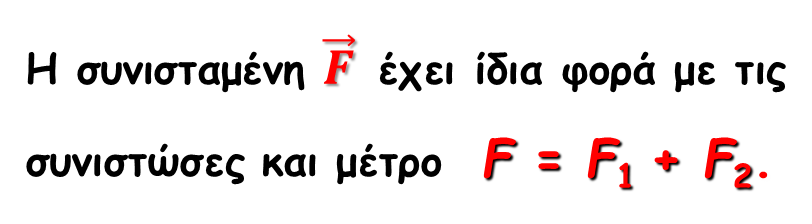 Η συνισταμένη F⃗ έχει ίδια φορά με τις
συνιστώσες και μέτρο F = F₁ + F₂.